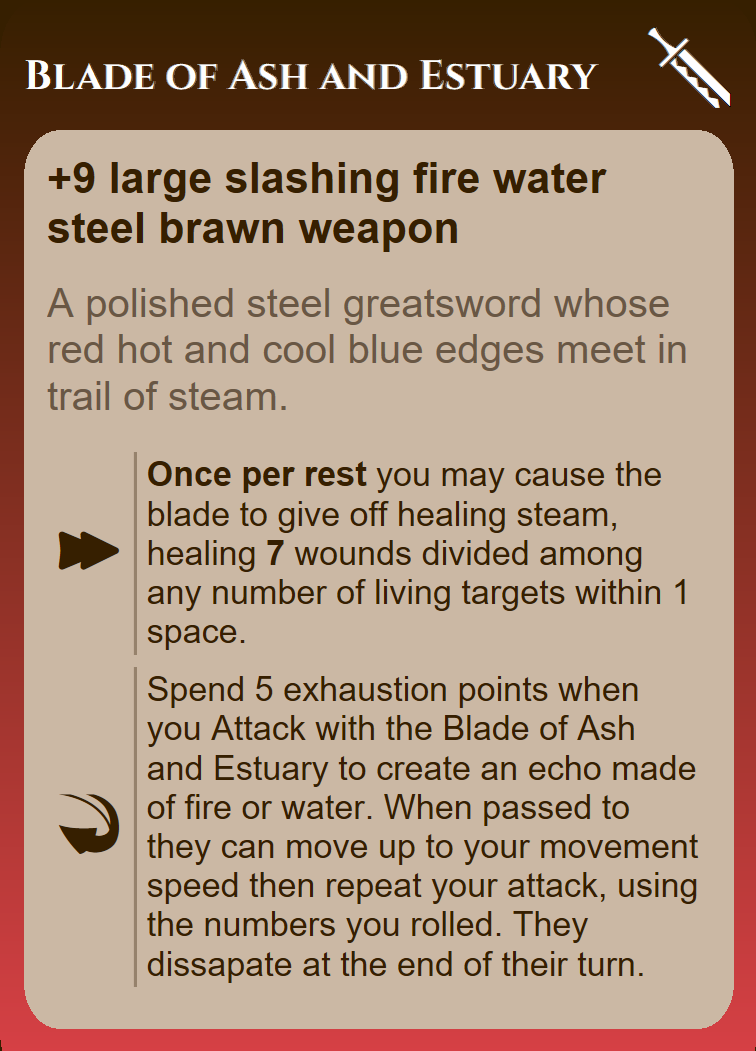 Blade of Ash and Estuary
+9 large slashing fire water
steel brawn weapon
A polished steel greatsword whose
red hot and cool blue edges meet in
trail of steam.
Once per rest you may cause the
blade to give off healing steam,
healing 7 wounds divided among
any number of living targets within 1
space.
Spend 5 exhaustion points when
you Attack with the Blade of Ash
and Estuary to create an echo made
of fire or water. When passed to
they can move up to your movement
speed then repeat your attack, using
the numbers you rolled. They
dissapate at the end of their turn.